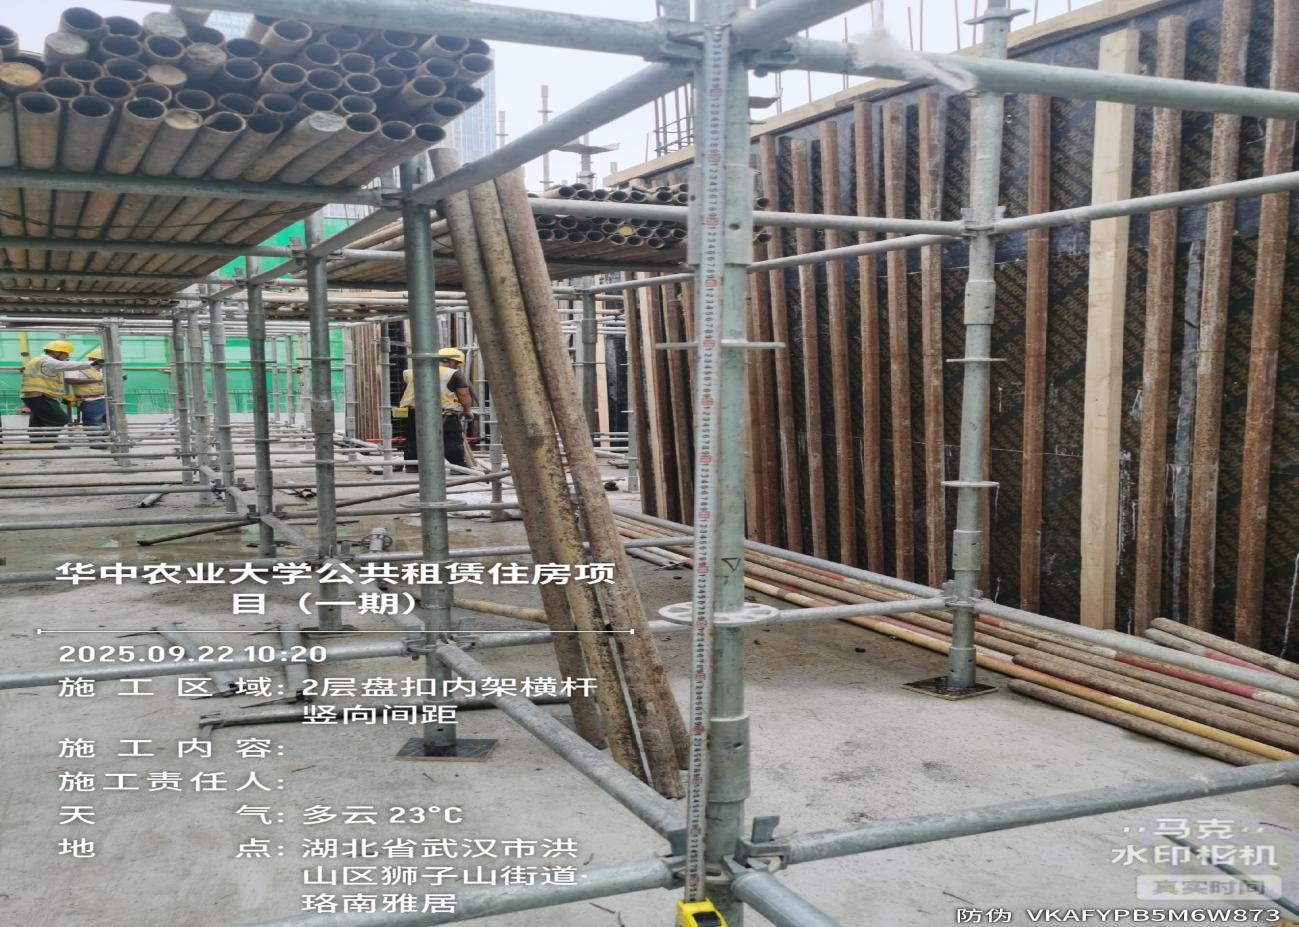 华中农业大学公共租赁住房项
目（一期）
2025.09.22 10:20
施工区域：2层盘扣内架横杆
竖向间距
施工内容：
施工责任人：
天气：多云 23°C
地点：湖北省武汉市洪
山区狮子山街道·
珞南雅居
马克
水印相机
真实时间
防伪 VKAFYPB5M6W873